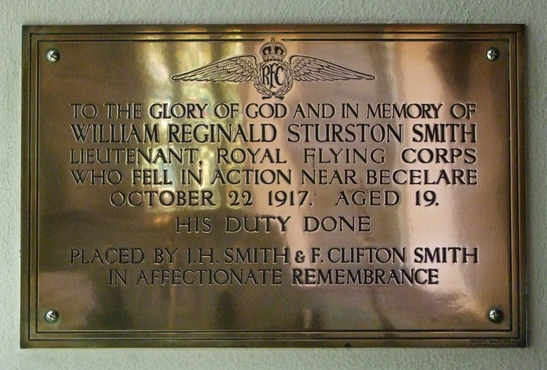 RFC
TO THE GLORY OF GOD AND IN MEMORY OF
WILLIAM REGINALD STURSTON SMITH
LIEUTENANT, ROYAL FLYING CORPS
WHO FELL IN ACTION NEAR BECELARE
OCTOBER 22 1917. AGED 19.
HIS DUTY DONE
PLACED BY J.H. SMITH & F. CLIFTON SMITH
IN AFFECTIONATE REMEMBRANCE